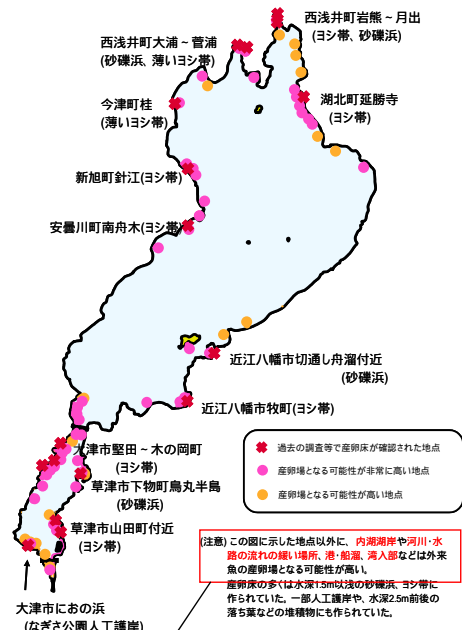 西浅井町岩熊～月出
(ヨシ帯、砂礫浜)
西浅井町大浦～菅浦
(砂礫浜、薄いヨシ帯)
今津町桂
(薄いヨシ帯)
湖北町延勝寺
(ヨシ帯)
新旭町針江(ヨシ帯)
安曇川町南舟木(ヨシ帯)
近江八幡市切通し舟溜付近
(砂礫浜)
近江八幡市牧町(ヨシ帯)
大津市堅田～木の岡町
(ヨシ帯)
草津市下物町烏丸半島
(砂礫浜)
草津市山田町付近
(ヨシ帯)
大津市におの浜
(なぎさ公園人工護岸)
過去の調査等で産卵床が確認された地点
産卵場となる可能性が非常に高い地点
産卵場となる可能性が高い地点
(注意) この図に示した地点以外に、内湖湖岸や河川・水
路の流れの緩い場所、港・船溜、湾入部などは外来
魚の産卵場となる可能性が高い。
産卵床の多くは水深1.5m以浅の砂礫浜、ヨシ帯に
作られていた。一部人工護岸や、水深2.5m前後の
落ち葉などの堆積物にも作られていた。